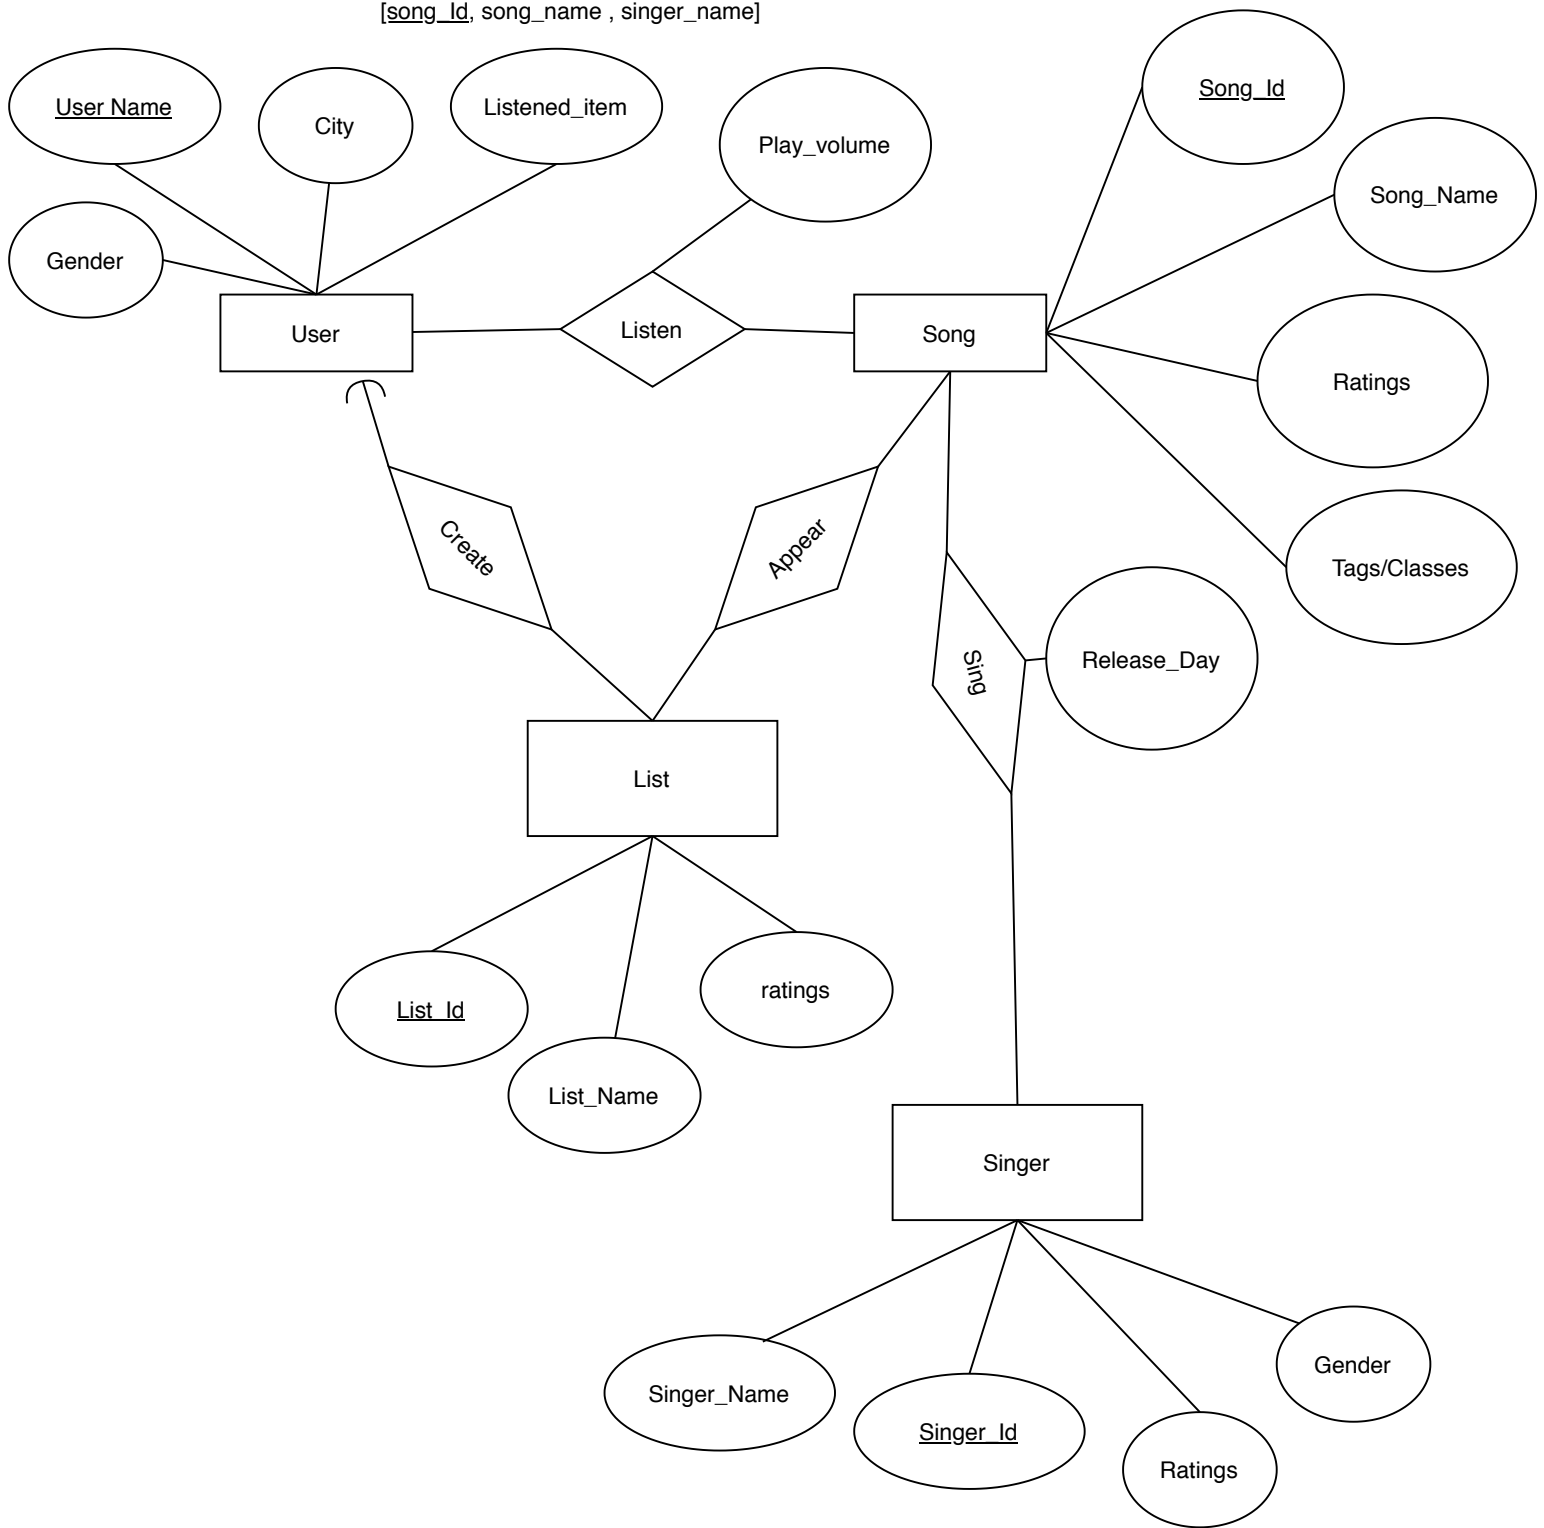 [song_Id, song_name , singer_name]
User Name
City
Listened_item
Play_volume
Song_Id
Song_Name
Gender
User
Listen
Song
Ratings
Create
Appear
Tags/Classes
Sing
Release_Day
List
List_Id
ratings
List_Name
Singer
Singer_Name
Singer_Id
Ratings
Gender